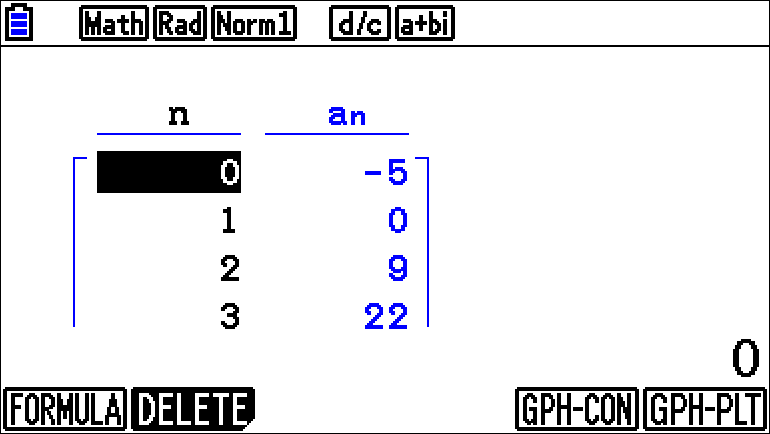 Math Rad Norm1 d/c a+bi
n an
0 -5
1 0
2 9
3 22
0
FORMULA DELETE GPH-CON GPH-PLT